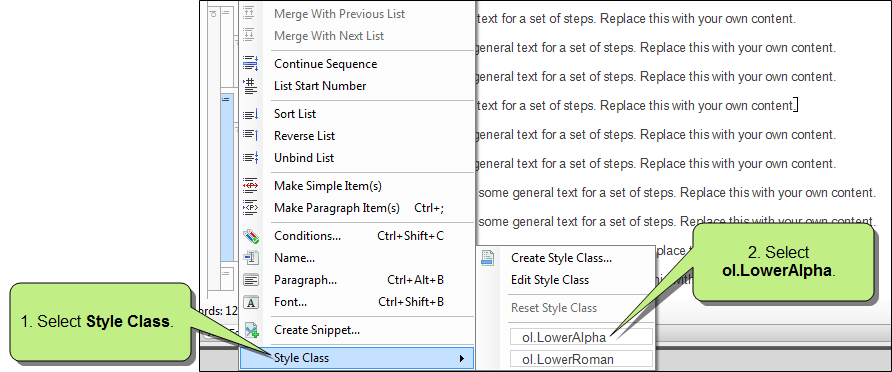 Merge With Previous List
Merge With Next List
Continue Sequence
List Start Number
Sort List
Reverse List
Unbind List
Make Simple Item(s)
Make Paragraph Item(s) Ctrl+;
Conditions... Ctrl+Shift+C
Name...
Paragraph... Ctrl+Alt+B
Font... Ctrl+Shift+B
Create Snippet...
Style Class
text for a set of steps. Replace this with your own content.
general text for a set of steps. Replace this with your own content.
general text for a set of steps. Replace this with your own content.
text for a set of steps. Replace this with your own content.
general text for a set of steps. Replace this with your own content.
general text for a set of steps. Replace this with your own content.
some general text for a set of steps. Replace this with your own content.
some general text for a set of steps. Replace this with your own content.
Create Style Class...
Edit Style Class
Reset Style Class
ol.LowerAlpha
ol.LowerRoman
1. Select Style Class.
2. Select
ol.LowerAlpha.
ords: 12